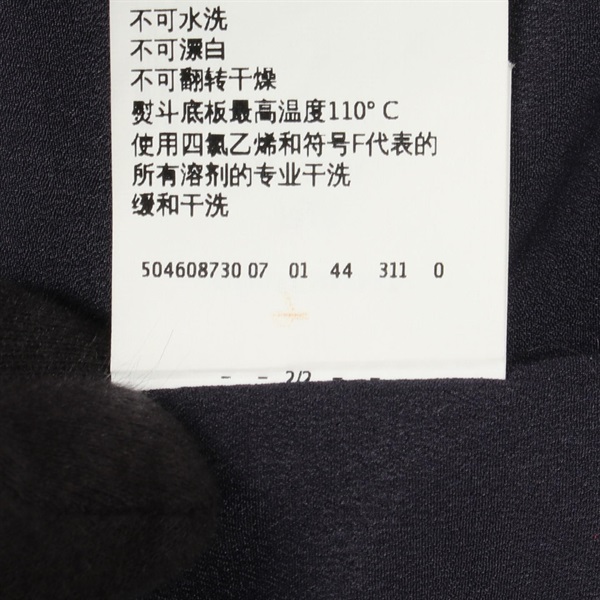 不可水洗
不可漂白
不可翻转干燥
熨斗底板最高温度110° C
使用四氯乙烯和符号F代表的
所有溶剂的专业干洗
缓和干洗
504608730 07 01 44 311 0
- - 2/2 - -